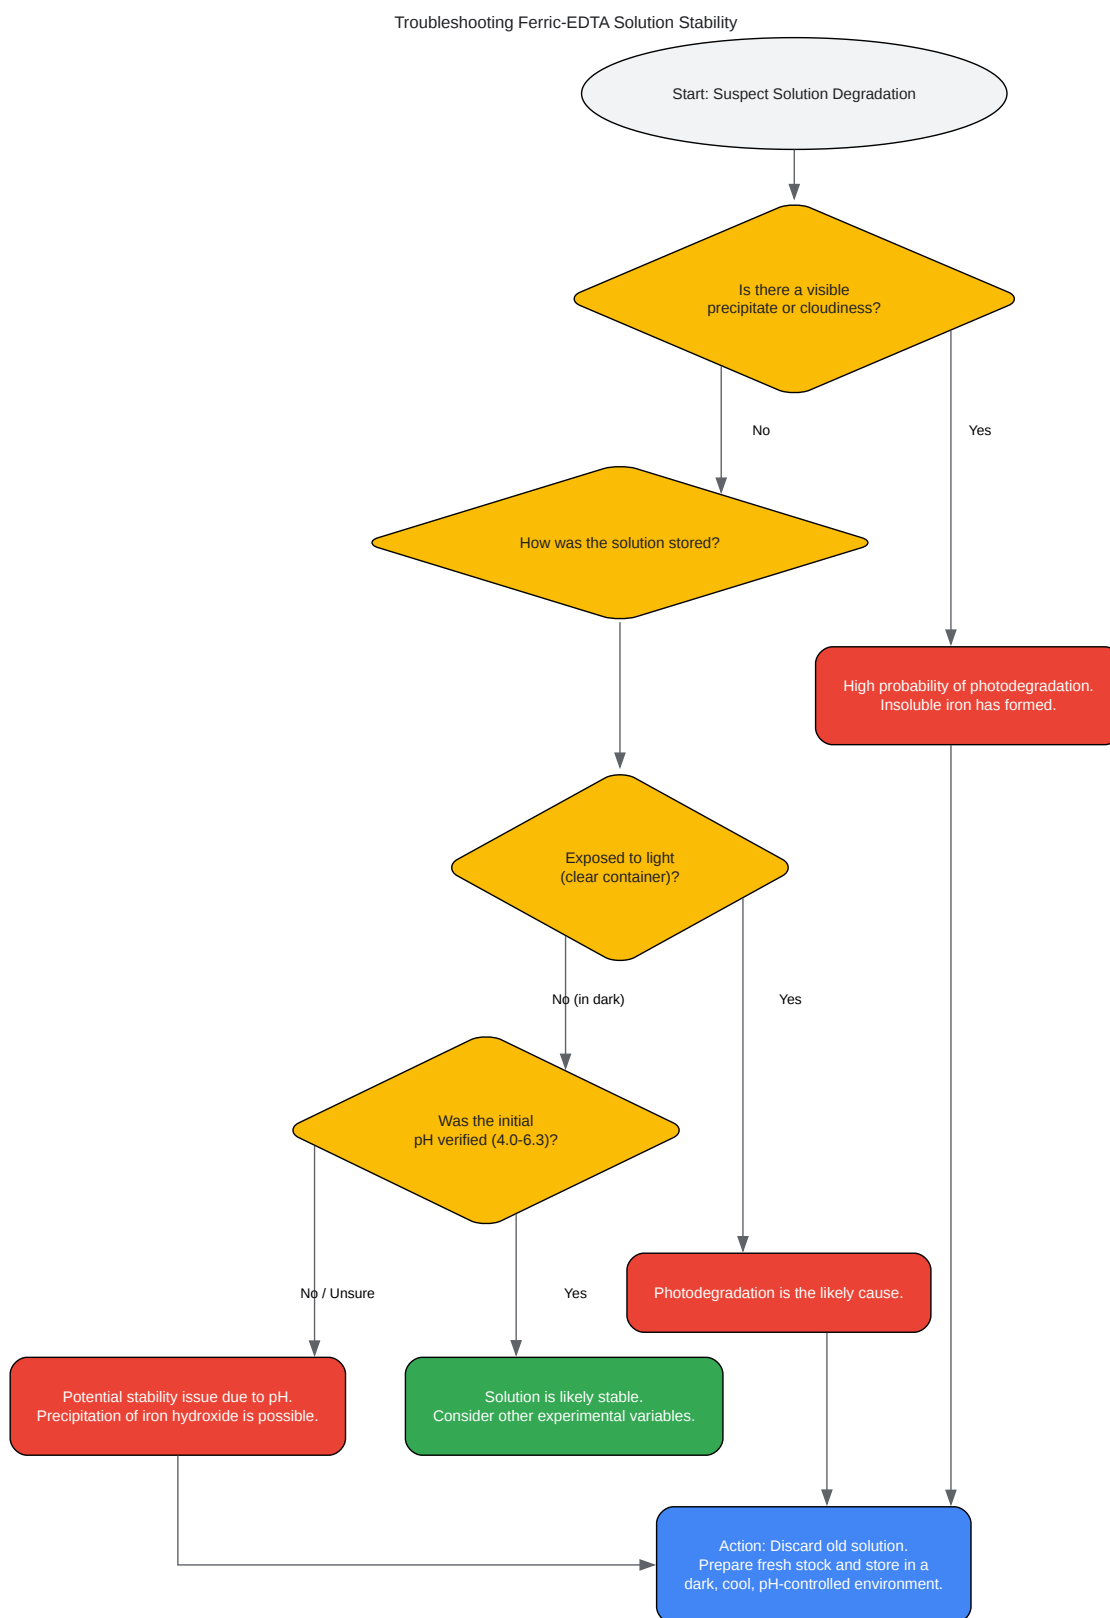 Troubleshooting Ferric-EDTA Solution Stability
Start: Suspect Solution Degradation
Is there a visible
precipitate or cloudiness?
No
Yes
How was the solution stored?
High probability of photodegradation.
Insoluble iron has formed.
Exposed to light
(clear container)?
No (in dark)
Yes
Was the initial
pH verified (4.0-6.3)?
No / Unsure
Yes
Photodegradation is the likely cause.
Potential stability issue due to pH.
Precipitation of iron hydroxide is possible.
Solution is likely stable.
Consider other experimental variables.
Action: Discard old solution.
Prepare fresh stock and store in a
dark, cool, pH-controlled environment.